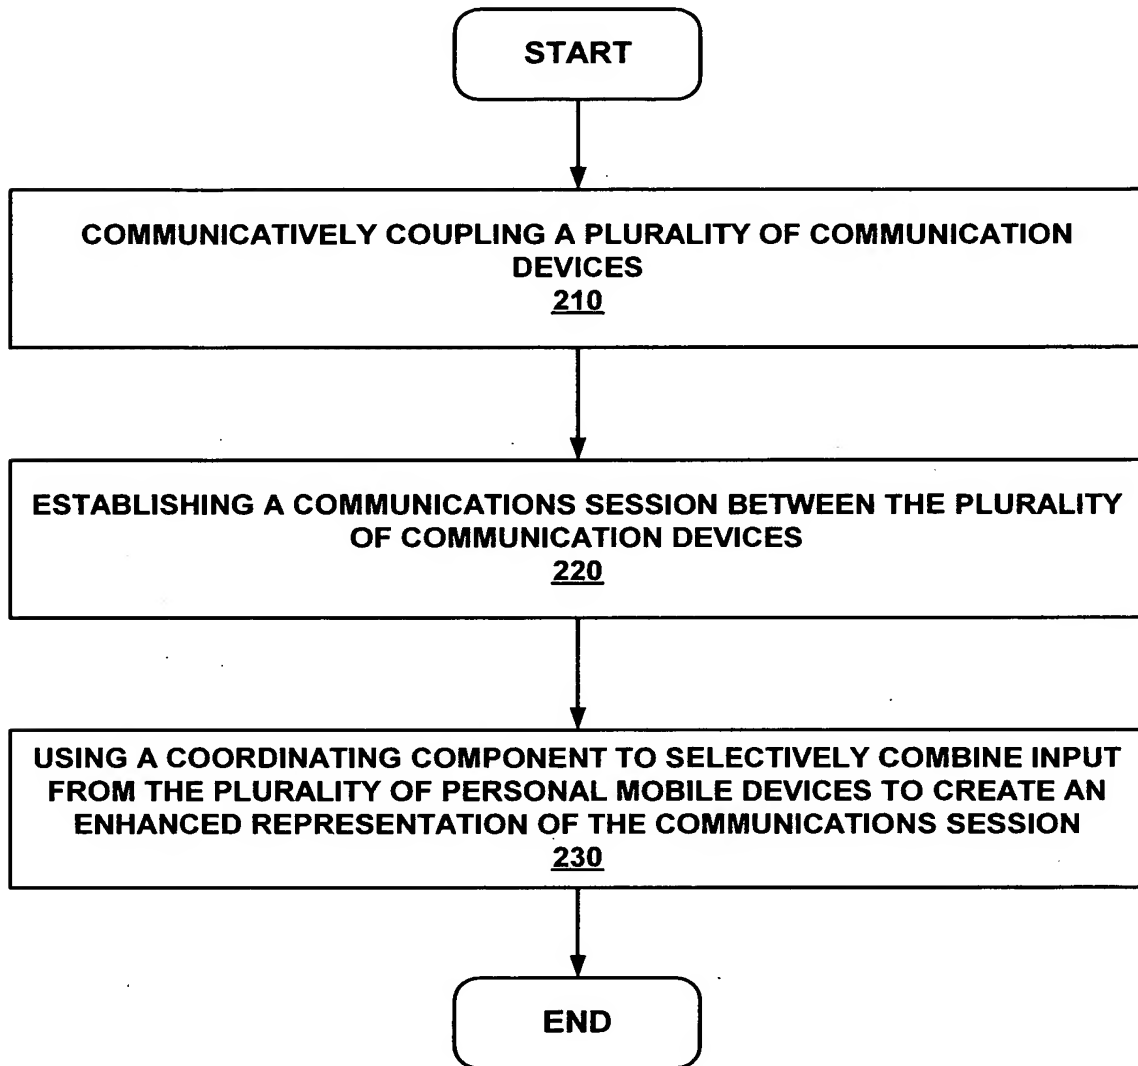 START
COMMUNICATIVELY COUPLING A PLURALITY OF COMMUNICATION
DEVICES
210
ESTABLISHING A COMMUNICATIONS SESSION BETWEEN THE PLURALITY
OF COMMUNICATION DEVICES
220
USING A COORDINATING COMPONENT TO SELECTIVELY COMBINE INPUT
FROM THE PLURALITY OF PERSONAL MOBILE DEVICES TO CREATE AN
ENHANCED REPRESENTATION OF THE COMMUNICATIONS SESSION
230
END